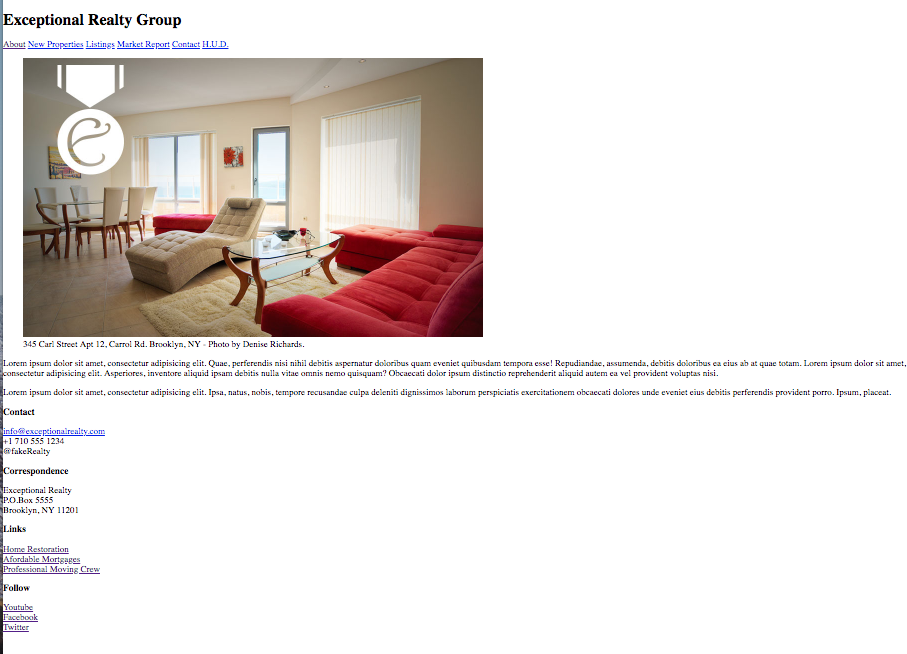 Exceptional Realty Group
About New Properties Listings Market Report Contact H.U.D.
345 Carl Street Apt 12, Carrol Rd. Brooklyn, NY - Photo by Denise Richards.
Lorem ipsum dolor sit amet, consectetur adipisicing elit. Quae, perferendis nisi nihil debitis aspernatur doloribus quam eveniet quibusdam tempora esse! Repudiandae, assumenda, debitis doloribus ea eius ab at quae totam. Lorem ipsum dolor sit amet,
consectetur adipisicing elit. Asperiores, inventore aliquid ipsam debitis nulla vitae omnis nemo quisquam? Obcaecati dolor ipsum distinctio reprehenderit aliquid autem ea vel provident voluptas nisi.
Lorem ipsum dolor sit amet, consectetur adipisicing elit. Ipsa, natus, nobis, tempore recusandae culpa deleniti dignissimos laborum perspiciatis exercitationem obcaecati dolores unde eveniet eius debitis perferendis provident porro. Ipsum, placeat.
Contact
info@exceptionalrealty.com
+1 710 555 1234
@fakeRealty
Correspondence
Exceptional Realty
P.O.Box 5555
Brooklyn, NY 11201
Links
Home Restoration
Afordable Mortgages
Professional Moving Crew
Follow
Youtube
Facebook
Twitter